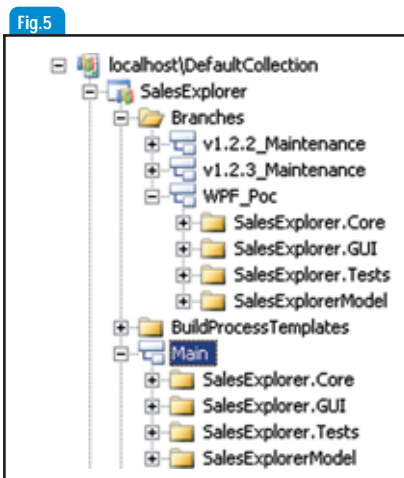 Fig.5
localhost\DefaultCollection
SalesExplorer
Branches
v1.2.2_Maintenance
v1.2.3_Maintenance
WPF_Poc
SalesExplorer.Core
SalesExplorer.GUI
SalesExplorer.Tests
SalesExplorerModel
BuildProcessTemplates
Main
SalesExplorer.Core
SalesExplorer.GUI
SalesExplorer.Tests
SalesExplorerModel